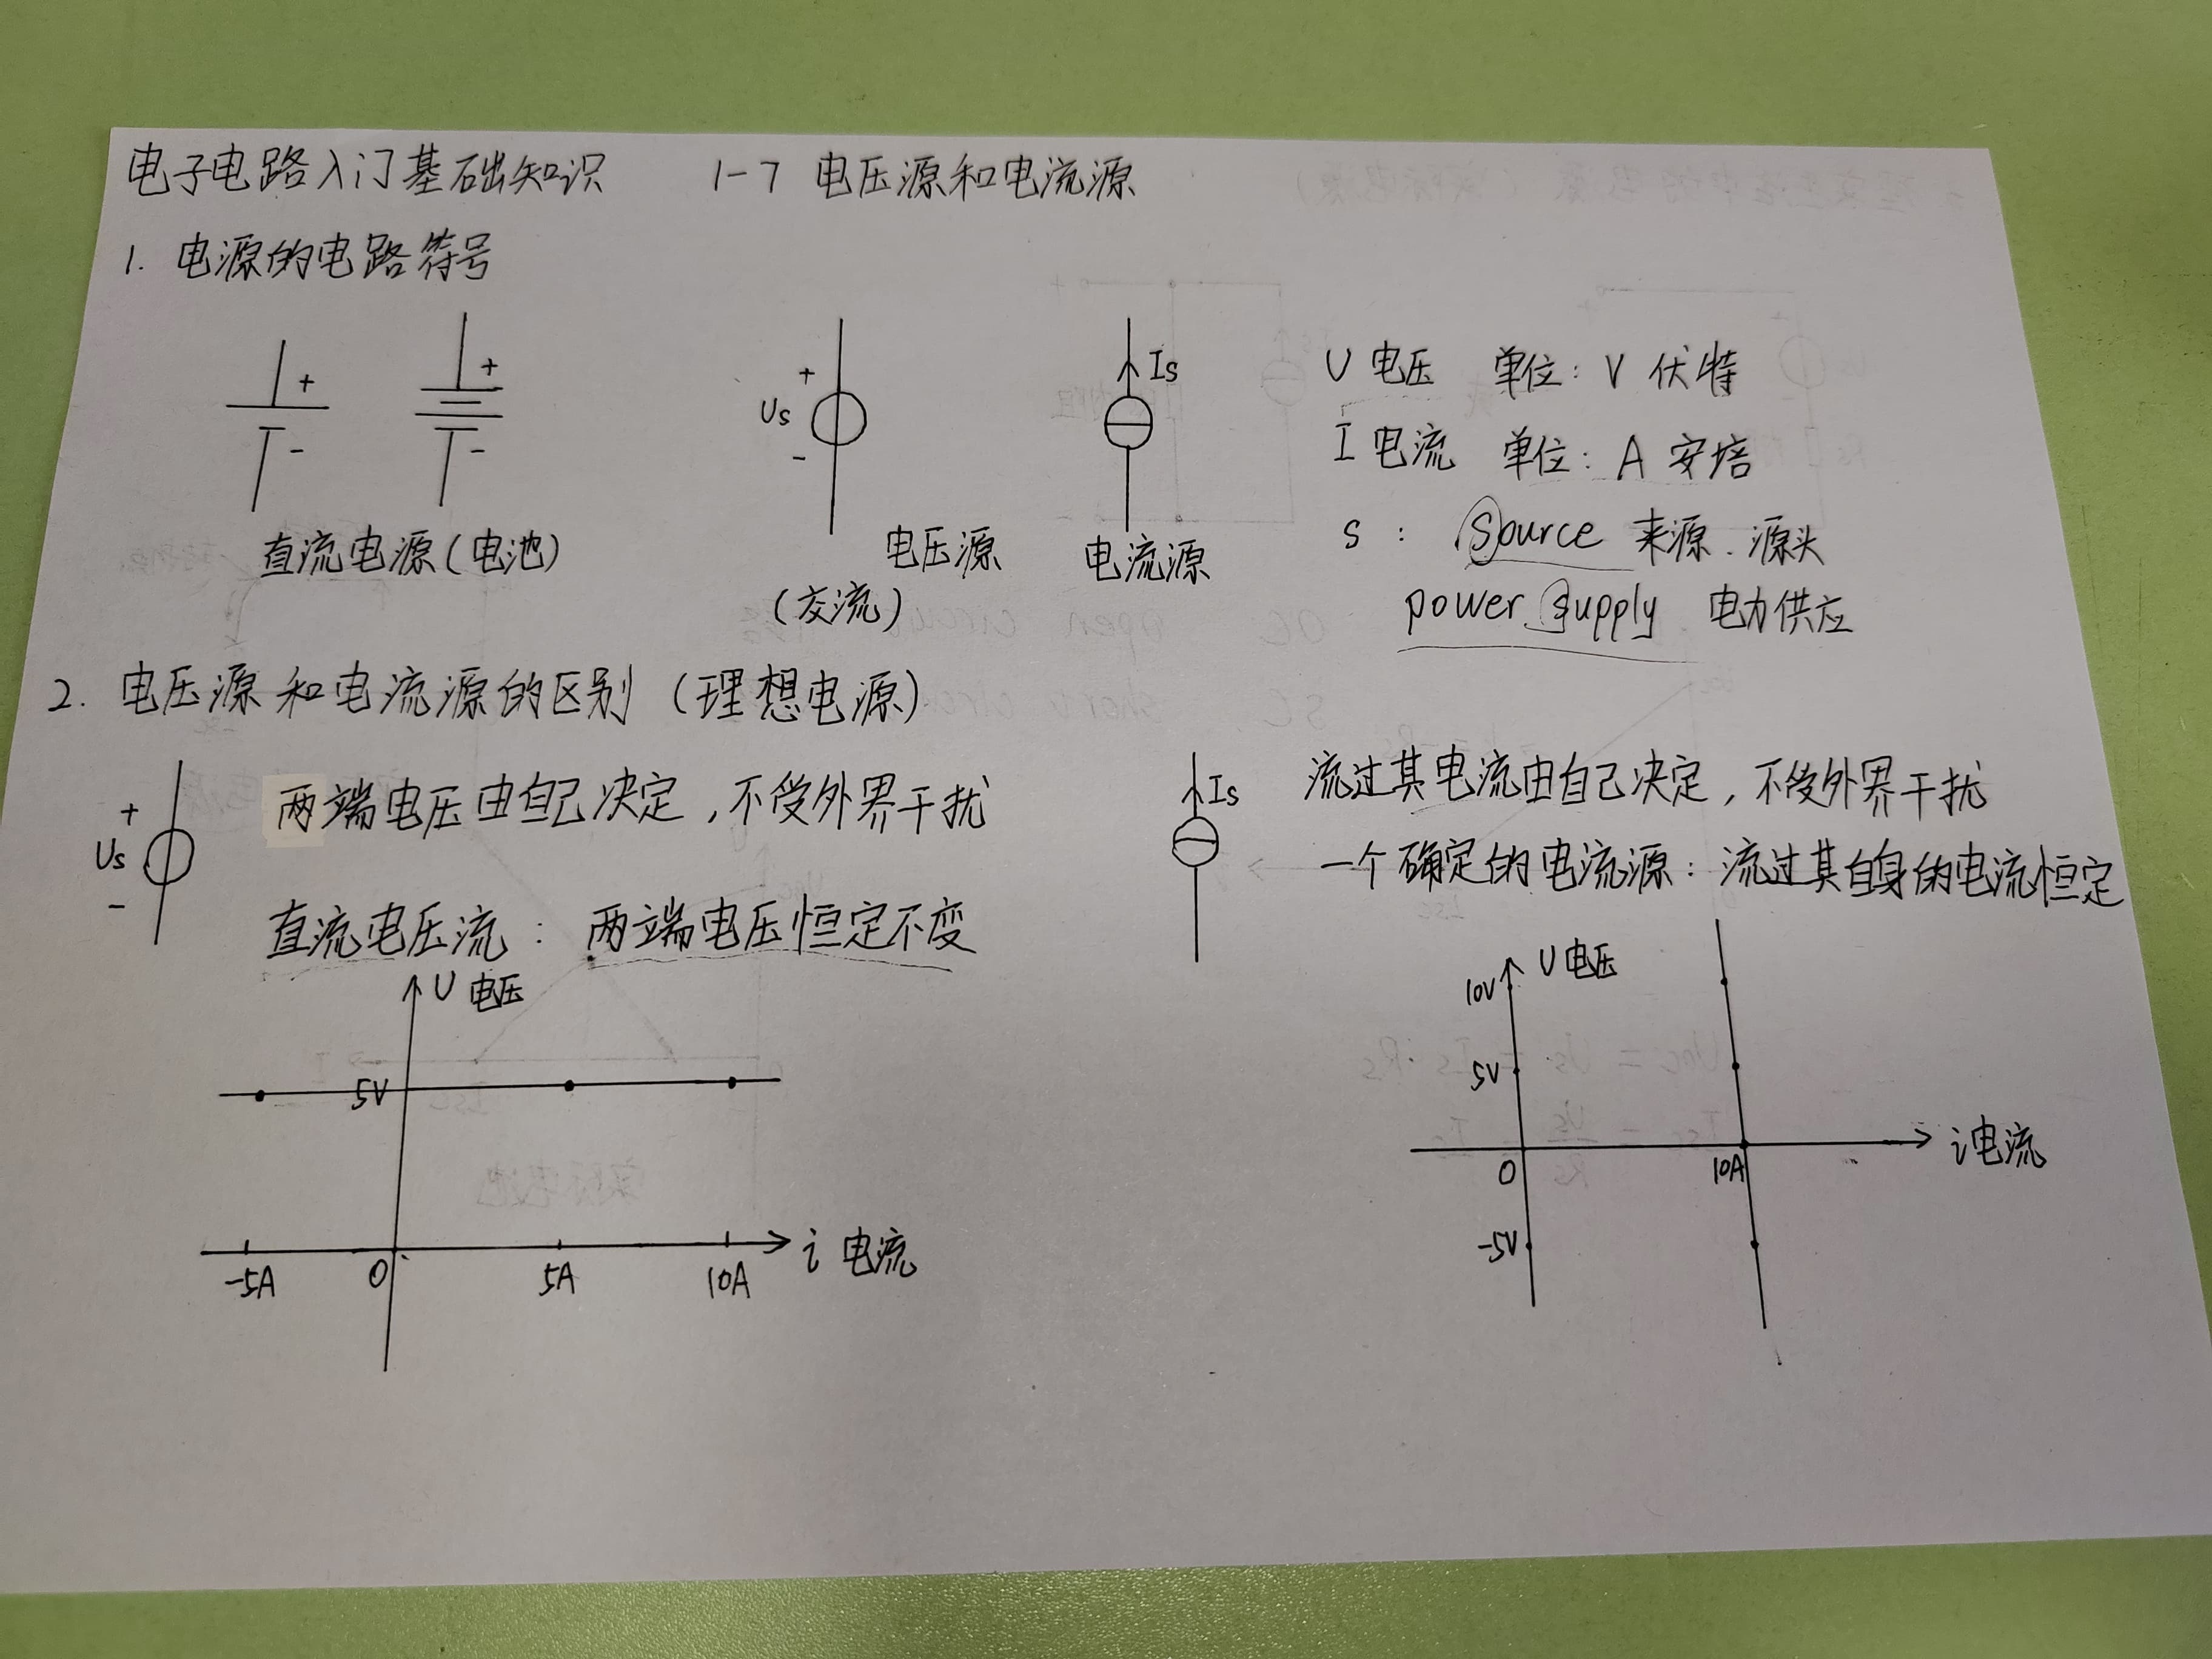 电子电路入门基础知识 1-7 电压源和电流源
1. 电源的电路符号
+ + + Is
- - Us -
直流电源(电池) 电压源 电流源
(交流)
U 电压 单位: V 伏特
I 电流 单位: A 安培
S : Source 来源. 源头
power supply 电力供应
2. 电压源和电流源的区别 (理想电源)
+ Us -
两端电压由自己决定,不受外界干扰
直流电压流: 两端电压恒定不变
U 电压
5V
-5A 0 5A 10A i 电流
Is
流过其电流由自己决定,不受外界干扰
一个确定的电流源: 流过其自身的电流恒定
10V U 电压
5V
0 10A i 电流
-5V